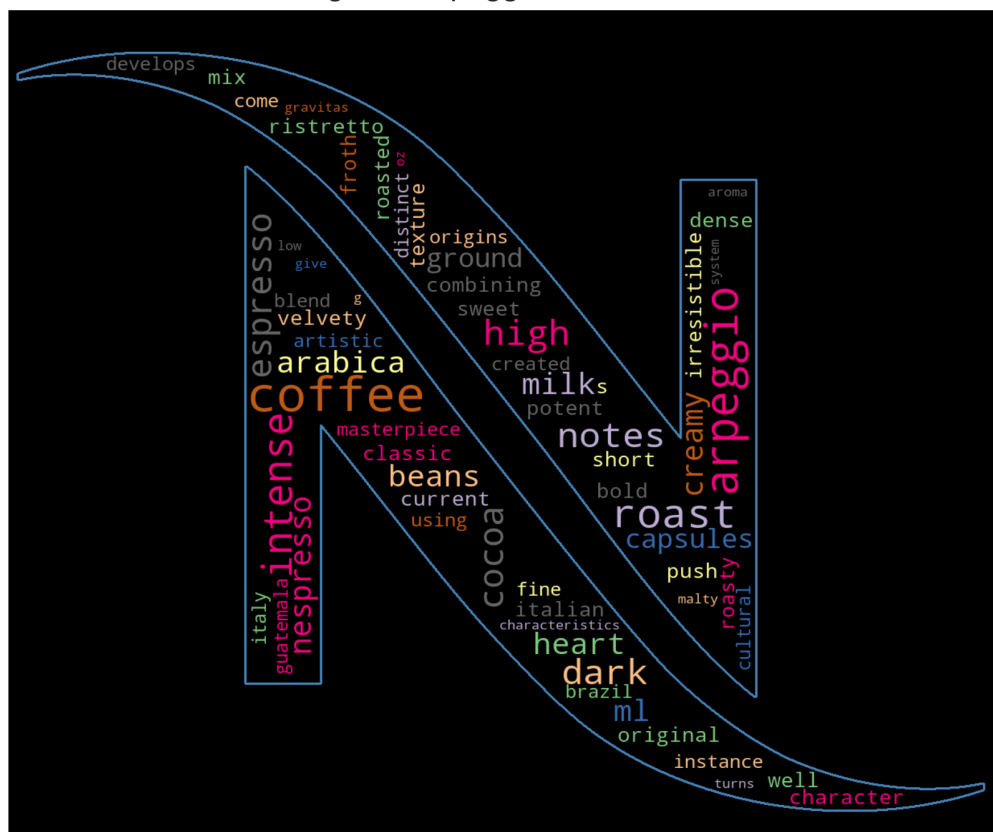 develops
mix
come
gravitas
ristretto
froth
roasted
oz
distinct
texture
origins
ground
combining
sweet
high
created
milk
s
potent
notes
short
bold
roast
capsules
push
malty
roasty
cultural
aroma
dense
irresistible
system
arpeggio
creamy
espresso
low
give
blend
g
velvety
artistic
arabica
coffee
masterpiece
classic
beans
current
using
cocoa
intense
nespresso
italy
guatemala
fine
italian
characteristics
heart
dark
brazil
ml
original
instance
turns
well
character